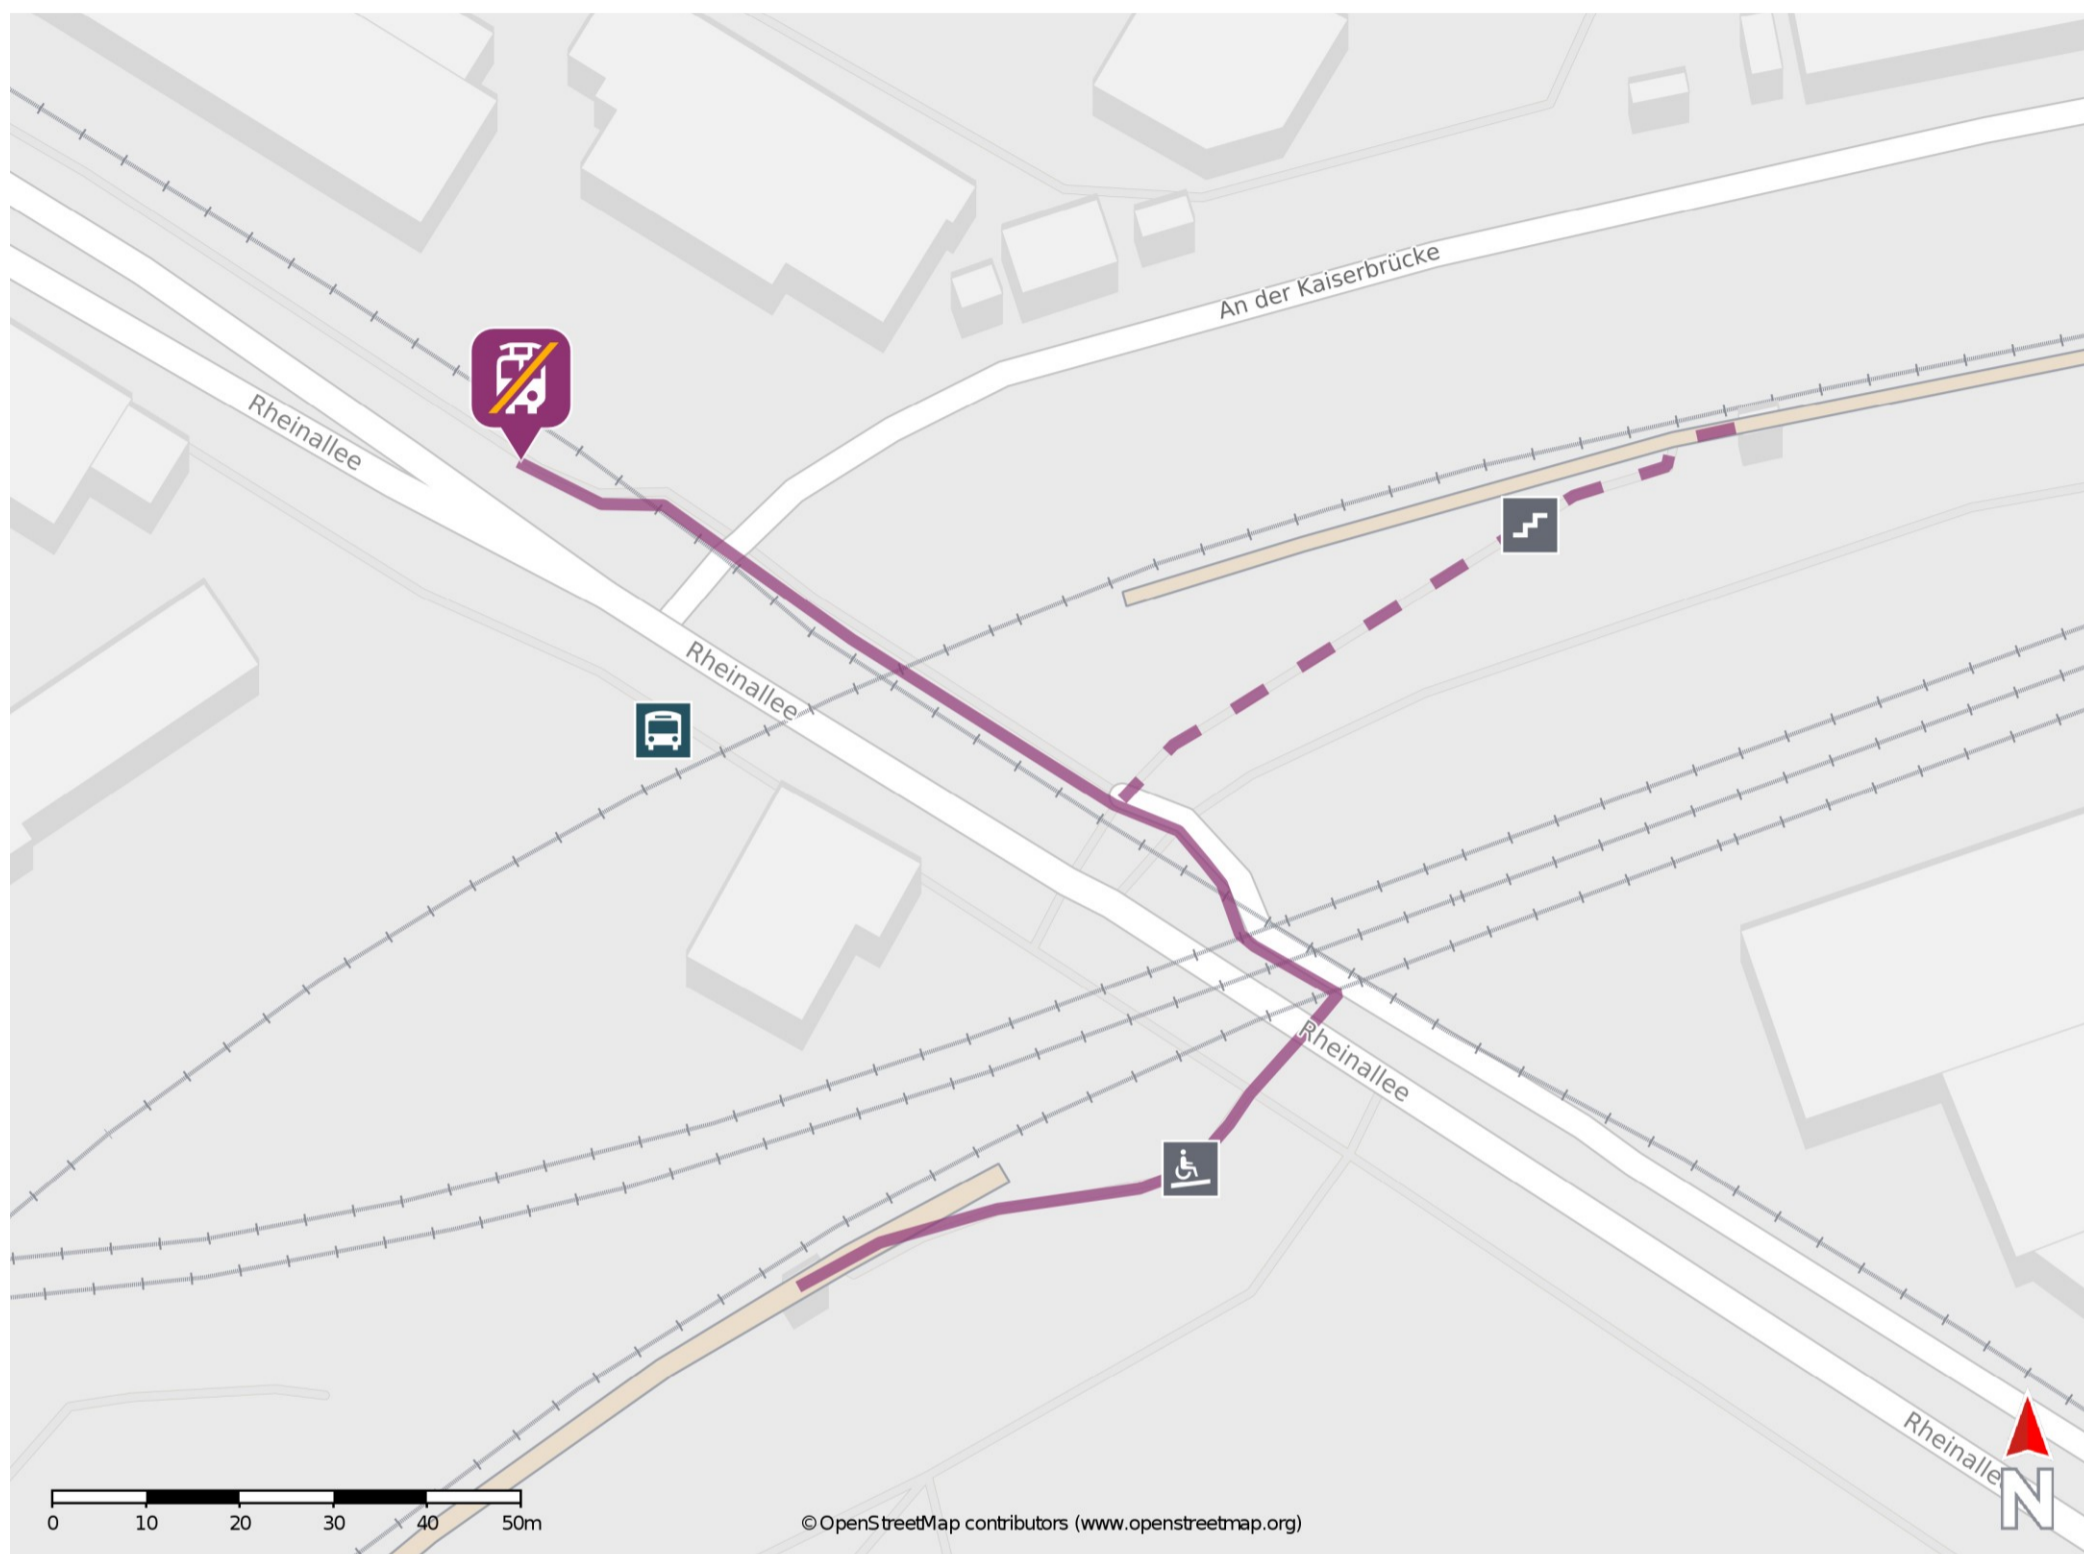 An der Kaiserbrücke
Rheinallee
Rheinallee
Rheinallee
Rheinallee
N
0 10 20 30 40 50m
©OpenStreetMap contributors (www.openstreetmap.org)